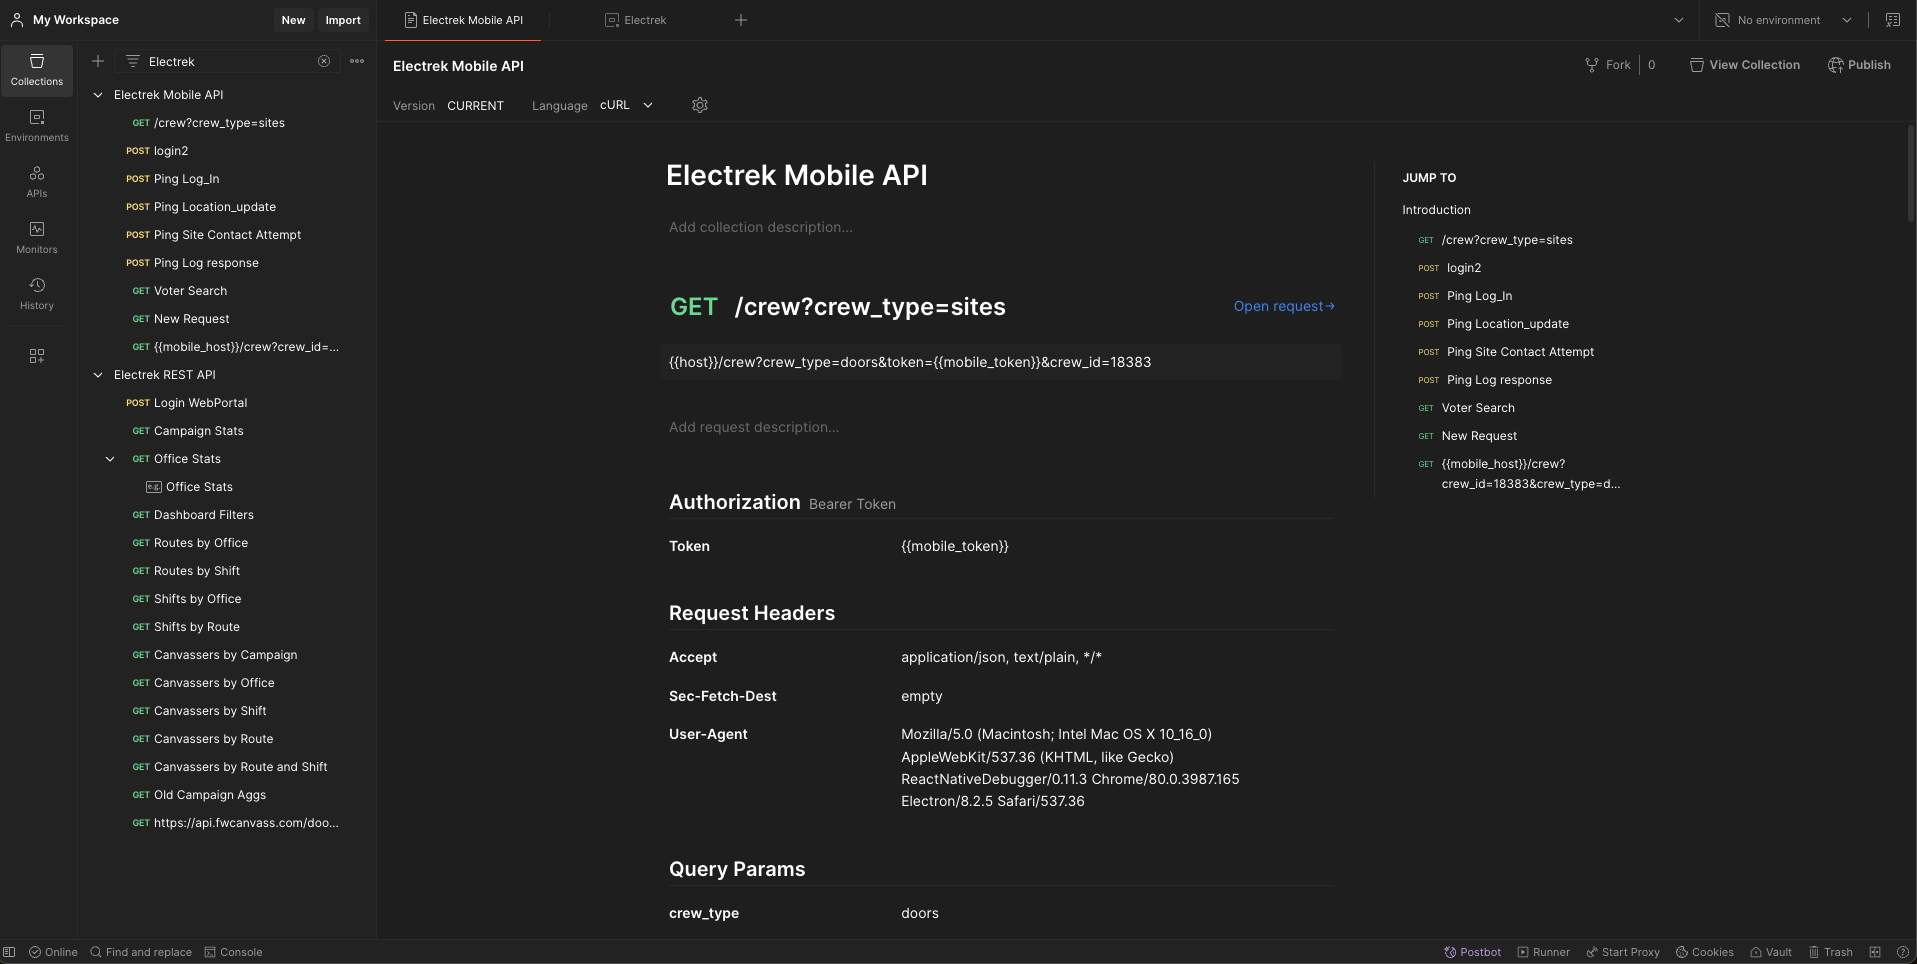 My Workspace
New
Import
Electrek Mobile API
Electrek
No environment
Collections
Environments
APIs
Monitors
History
Electrek
Electrek Mobile API
GET /crew?crew_type=sites
POST login2
POST Ping Log_In
POST Ping Location_update
POST Ping Site Contact Attempt
POST Ping Log response
GET Voter Search
GET New Request
GET {{mobile_host}}/crew?crew_id=...
Electrek REST API
POST Login WebPortal
GET Campaign Stats
GET Office Stats
e.g. Office Stats
GET Dashboard Filters
GET Routes by Office
GET Routes by Shift
GET Shifts by Office
GET Shifts by Route
GET Canvassers by Campaign
GET Canvassers by Office
GET Canvassers by Shift
GET Canvassers by Route
GET Canvassers by Route and Shift
GET Old Campaign Aggs
GET https://api.fwcanvass.com/doo...
Electrek Mobile API
Fork 0
View Collection
Publish
Version CURRENT
Language cURL
Electrek Mobile API
Add collection description...
GET /crew?crew_type=sites
Open request→
{{host}}/crew?crew_type=doors&token={{mobile_token}}&crew_id=18383
Add request description...
Authorization Bearer Token
Token {{mobile_token}}
Request Headers
Accept application/json, text/plain, */*
Sec-Fetch-Dest empty
User-Agent Mozilla/5.0 (Macintosh; Intel Mac OS X 10_16_0)
AppleWebKit/537.36 (KHTML, like Gecko)
ReactNativeDebugger/0.11.3 Chrome/80.0.3987.165
Electron/8.2.5 Safari/537.36
Query Params
crew_type doors
JUMP TO
Introduction
GET /crew?crew_type=sites
POST login2
POST Ping Log_In
POST Ping Location_update
POST Ping Site Contact Attempt
POST Ping Log response
GET Voter Search
GET New Request
GET {{mobile_host}}/crew?
crew_id=18383&crew_type=d...
Online
Find and replace
Console
Postbot
Runner
Start Proxy
Cookies
Vault
Trash